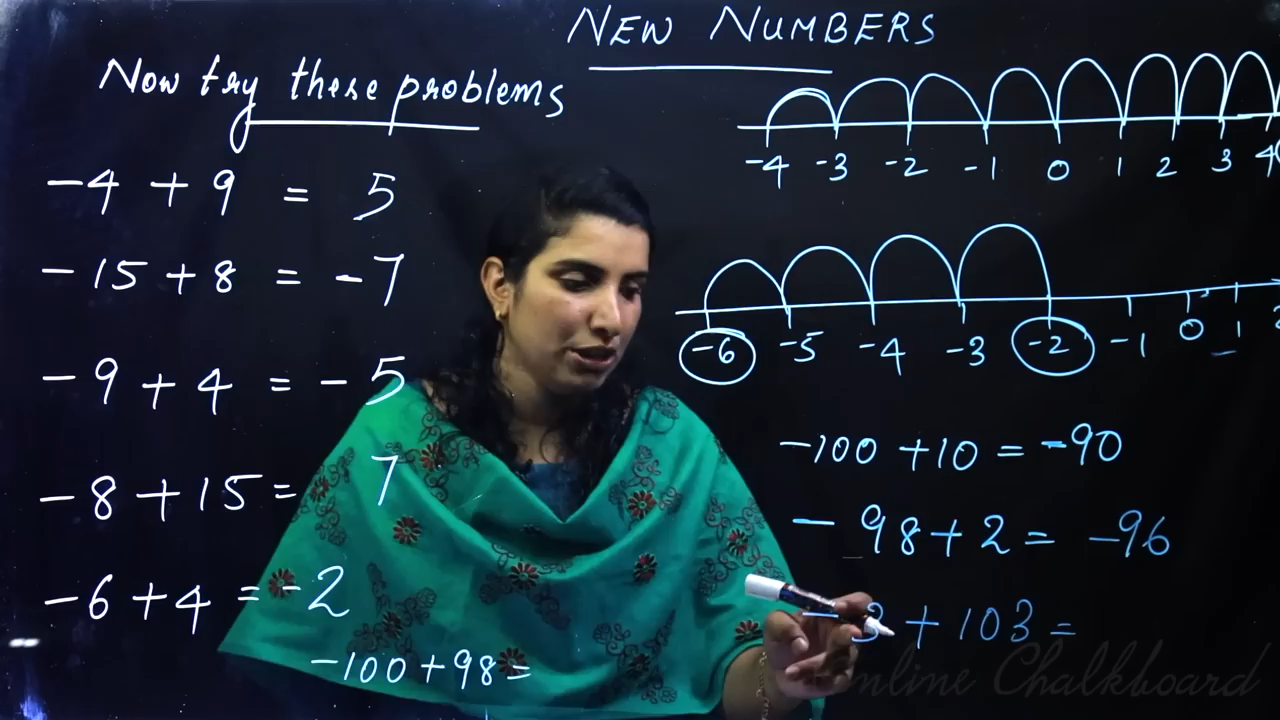 NEW NUMBERS
Now try these problems
-4 + 9 = 5
-15 + 8 = -7
-9 + 4 = -5
-8 + 15 = 7
-6 + 4 = -2
-100 + 98 =
-4 -3 -2 -1 0 1 2 3 4
-6 -5 -4 -3 -2 -1 0 1
-100 + 10 = -90
-98 + 2 = -96
-3 + 103 =
Online Chalkboard